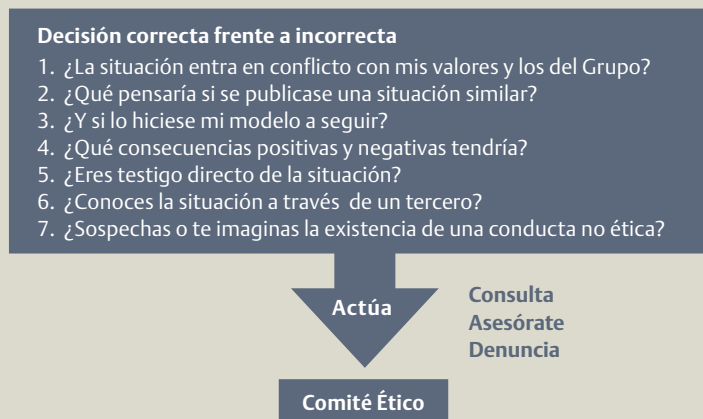 Decisión correcta frente a incorrecta
1. ¿La situación entra en conflicto con mis valores y los del Grupo?
2. ¿Qué pensaría si se publicase una situación similar?
3. ¿Y si lo hiciese mi modelo a seguir?
4. ¿Qué consecuencias positivas y negativas tendría?
5. ¿Eres testigo directo de la situación?
6. ¿Conoces la situación a través de un tercero?
7. ¿Sospechas o te imaginas la existencia de una conducta no ética?
Actúa
Consulta
Asesórate
Denuncia
Comité Ético